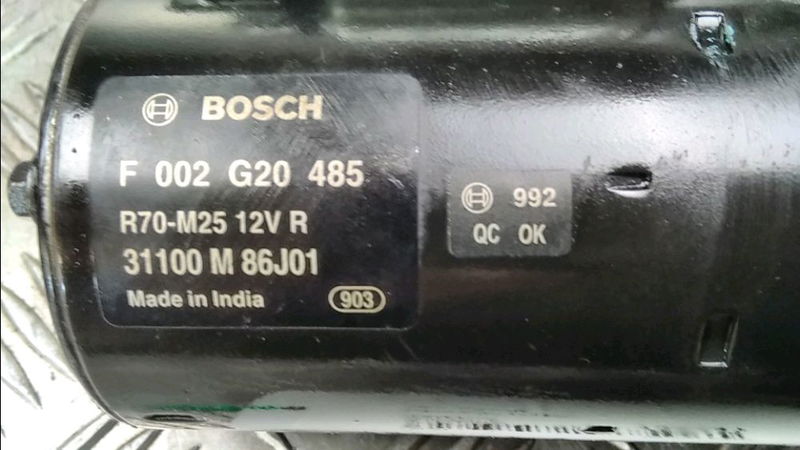 BOSCH
F 002 G20 485
R70-M25 12V R
31100 M 86J01
Made in India 903
992
QC OK